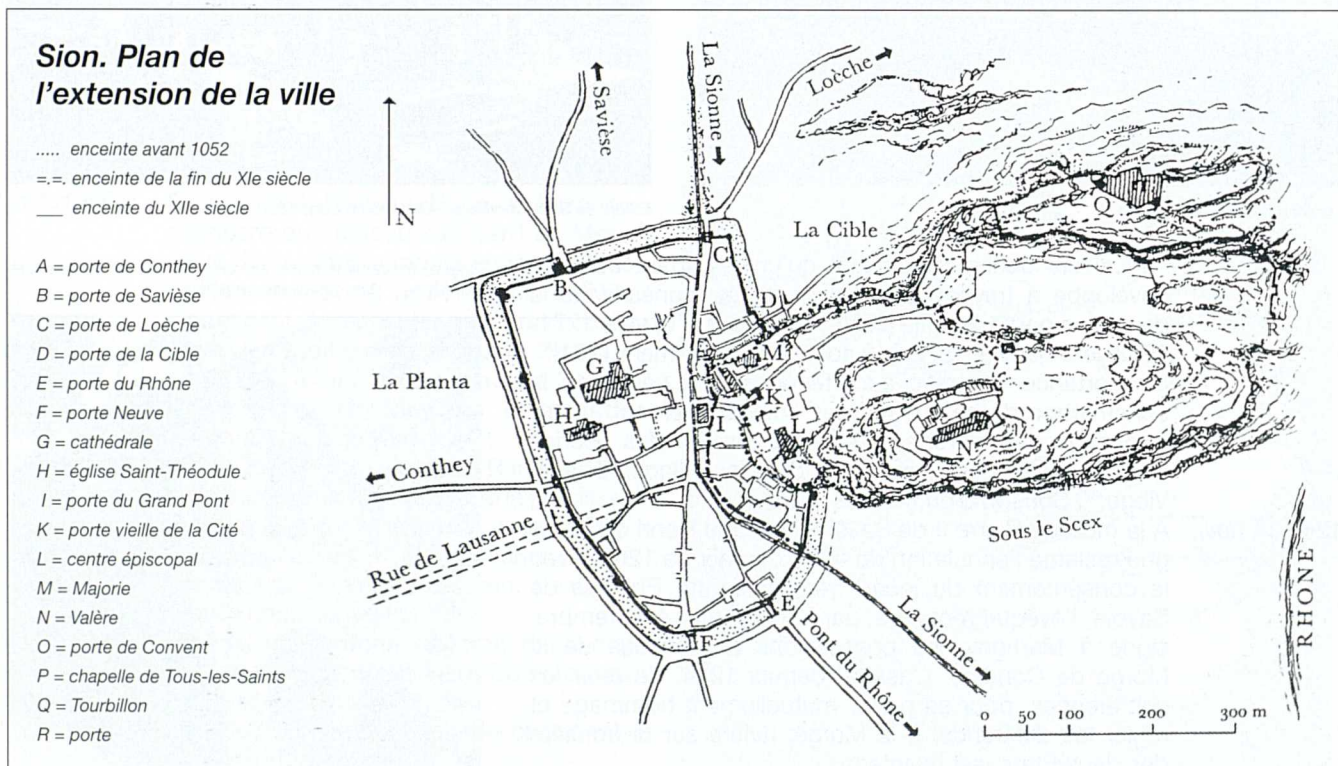 Sion. Plan de
l'extension de la ville
.... enceinte avant 1052
=.=. enceinte de la fin du XIe siècle
___ enceinte du XIIe siècle
A = porte de Conthey
B = porte de Savièse
C = porte de Loèche
D = porte de la Cible
E = porte du Rhône
F = porte Neuve
G = cathédrale
H = église Saint-Théodule
I = porte du Grand Pont
K = porte vieille de la Cité
L = centre épiscopal
M = Majorie
N = Valère
O = porte de Convent
P = chapelle de Tous-les-Saints
Q = Tourbillon
R = porte
N
Savièse
La Sionne
Loèche
La Cible
La Planta
Conthey
Rue de Lausanne
Sous le Scex
La Sionne
Pont du Rhône
RHONE
A
B
C
D
E
F
G
H
I
K
L
M
N
O
P
Q
R
0 50 100 200 300 m